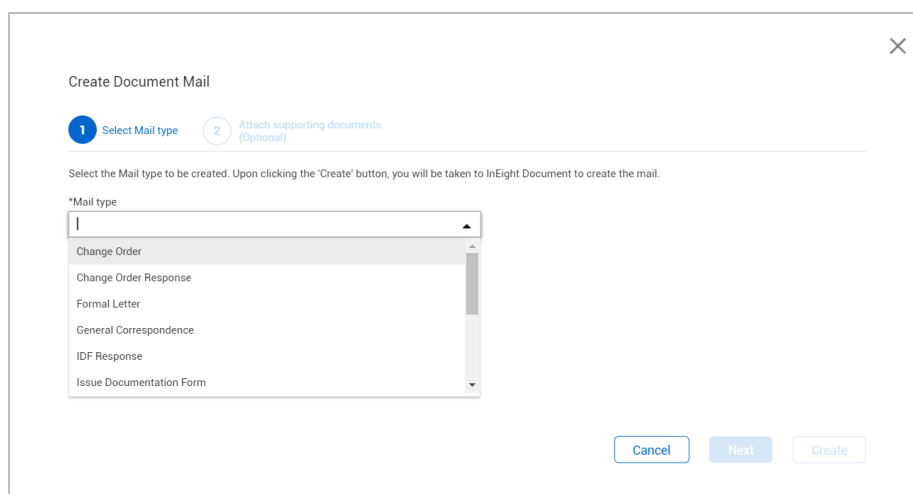 Create Document Mail
1 Select Mail type 2 Attach supporting documents
(Optional)
Select the Mail type to be created. Upon clicking the 'Create' button, you will be taken to InEight Document to create the mail.
*Mail type
Change Order
Change Order Response
Formal Letter
General Correspondence
IDF Response
Issue Documentation Form
Cancel Next Create